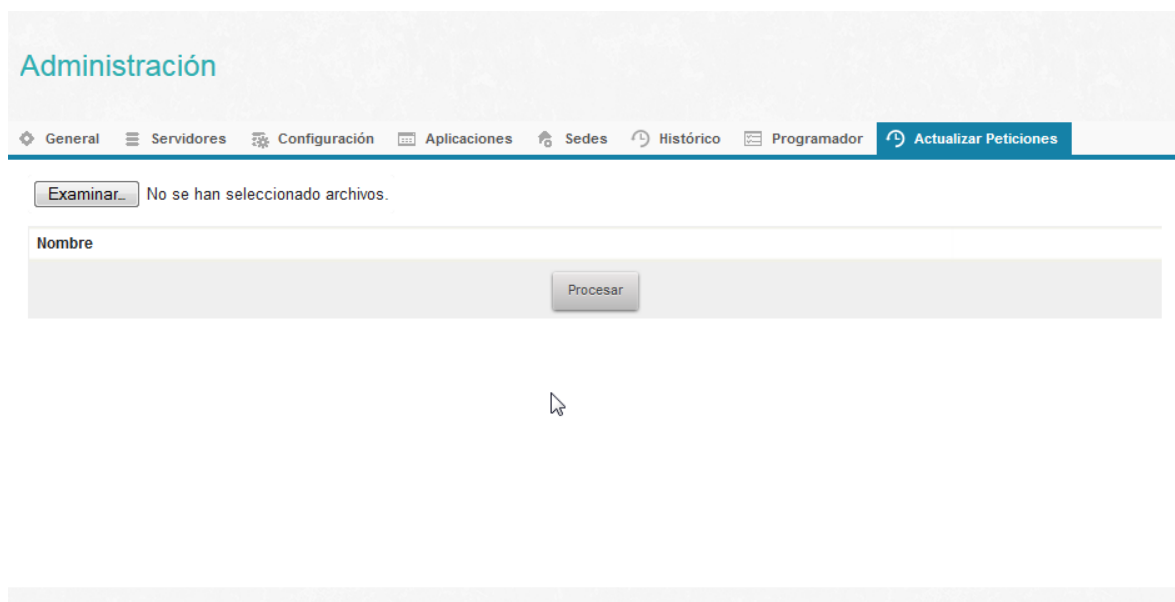 Administración
General Servidores Configuración Aplicaciones Sedes Histórico Programador Actualizar Peticiones
Examinar... No se han seleccionado archivos.
Nombre
Procesar